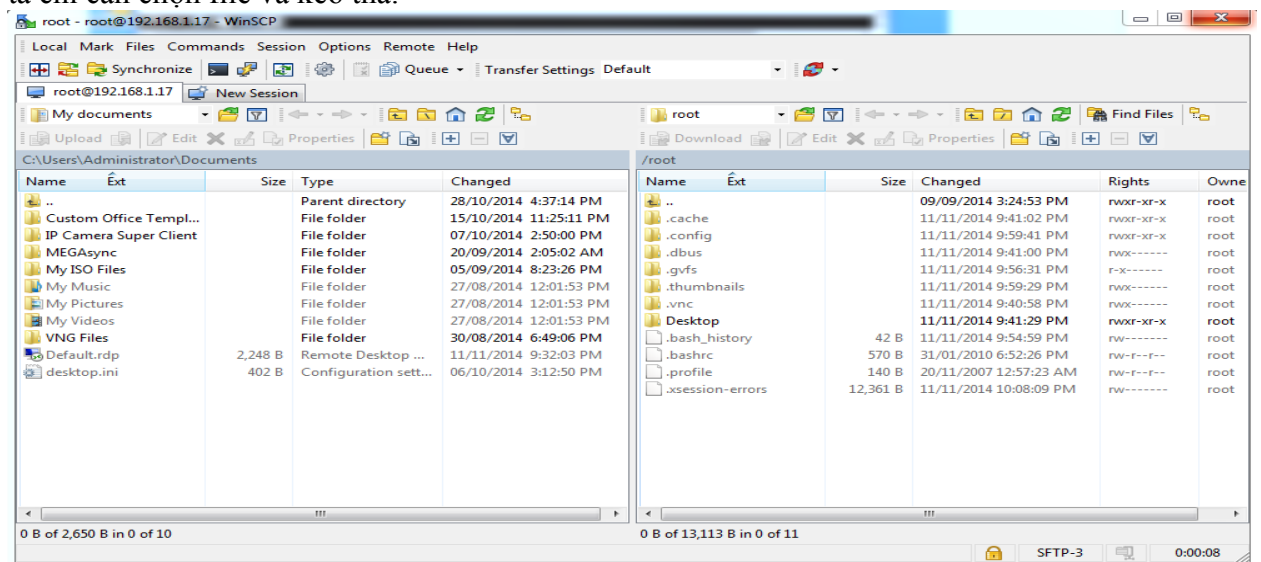 ta chỉ cần chọn file và kéo thả.
root - root@192.168.1.17 - WinSCP
Local Mark Files Commands Session Options Remote Help
Synchronize Queue Transfer Settings Default
root@192.168.1.17 New Session
My documents root Find Files
Upload Edit Properties Download Edit Properties
C:\Users\Administrator\Documents /root
Name Ext Size Type Changed Name Ext Size Changed Rights Owne
.. Parent directory 28/10/2014 4:37:14 PM .. 09/09/2014 3:24:53 PM rwxr-xr-x root
Custom Office Templ... File folder 15/10/2014 11:25:11 PM .cache 11/11/2014 9:41:02 PM rwxr-xr-x root
IP Camera Super Client File folder 07/10/2014 2:50:00 PM .config 11/11/2014 9:59:41 PM rwxr-xr-x root
MEGAsync File folder 20/09/2014 2:05:02 AM .dbus 11/11/2014 9:41:00 PM rwx------ root
My ISO Files File folder 05/09/2014 8:23:26 PM .gvfs 11/11/2014 9:56:31 PM r-x------ root
My Music File folder 27/08/2014 12:01:53 PM .thumbnails 11/11/2014 9:59:29 PM rwx------ root
My Pictures File folder 27/08/2014 12:01:53 PM .vnc 11/11/2014 9:40:58 PM rwx------ root
My Videos File folder 27/08/2014 12:01:53 PM Desktop 11/11/2014 9:41:29 PM rwxr-xr-x root
VNG Files File folder 30/08/2014 6:49:06 PM .bash_history 42 B 11/11/2014 9:54:59 PM rw------- root
Default.rdp 2,248 B Remote Desktop ... 11/11/2014 9:32:03 PM .bashrc 570 B 31/01/2010 6:52:26 PM rw-r--r-- root
desktop.ini 402 B Configuration sett... 06/10/2014 3:12:50 PM .profile 140 B 20/11/2007 12:57:23 AM rw-r--r-- root
.xsession-errors 12,361 B 11/11/2014 10:08:09 PM rw------- root
0 B of 2,650 B in 0 of 10 0 B of 13,113 B in 0 of 11
SFTP-3 0:00:08